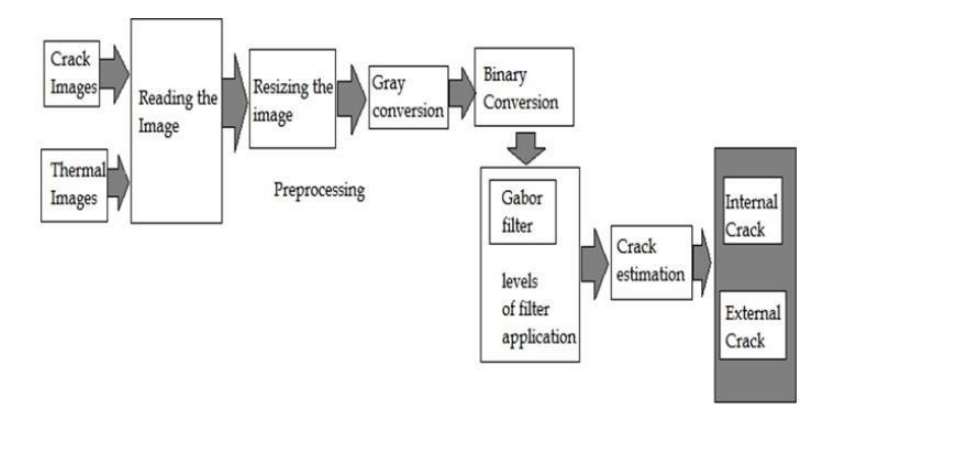 Crack
Images
Thermal
Images
Reading the
Image
Resizing the
image
Gray
conversion
Binary
Conversion
Preprocessing
Gabor
filter
levels
of filter
application
Crack
estimation
Internal
Crack
External
Crack